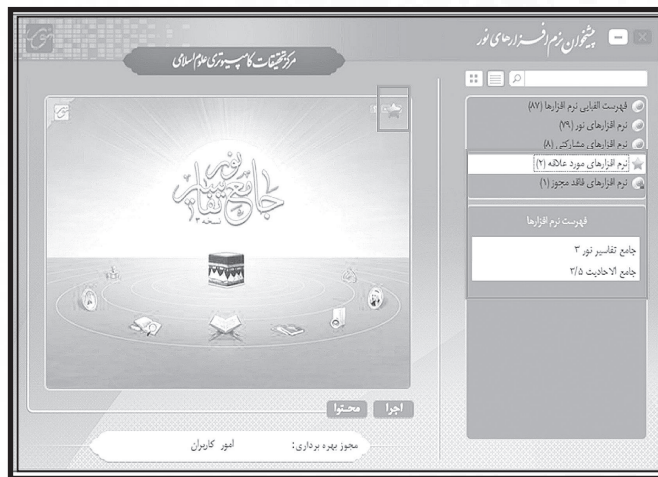 پیشخوان نرم افزارهای نور
مرکز تحقیقات کامپیوتری علوم اسلامی
فهرست الفبایی نرم افزارها (۸۷)
نرم افزارهای نور (۷۹)
نرم افزارهای مشارکتی (۸)
نرم افزارهای مورد علاقه (۲)
نرم افزارهای فاقد مجوز (۱)
فهرست نرم افزارها
جامع تفاسیر نور ۳
جامع الاحادیث ۳/۵
جامع تفاسیر نور
اجرا
محتوا
مجوز بهره برداری:
امور کاربران